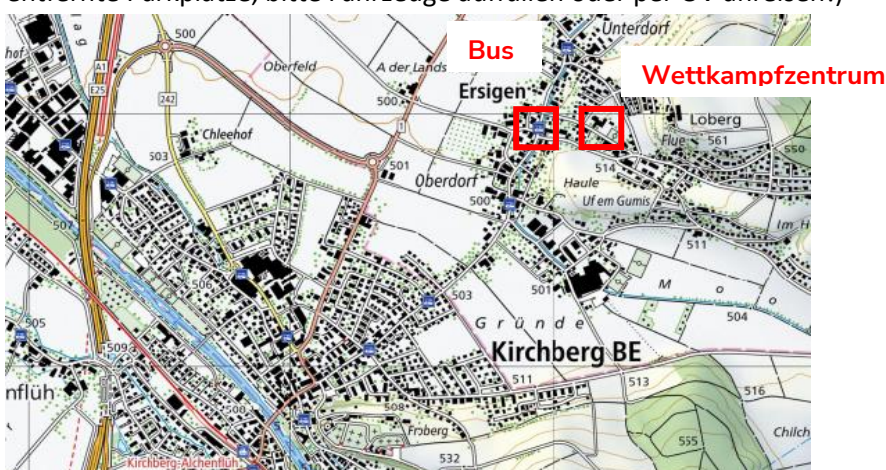 Unterdorf
500
Bus
Oberfeld
A der Lands
Wettkampfzentrum
A1
E25
Ersigen
500
242
Loberg
Chleehof
1
Flue
561
550
503
501
514
Oberdorf
Haule
500
Uf em Gumis
507
Im H
511
506
503
501
M o o
504
505
Gründe
509
Kirchberg BE
nflüh
511
513
516
508
Froberg
555
Chilch
532
Kirchberg-Alchenflüh